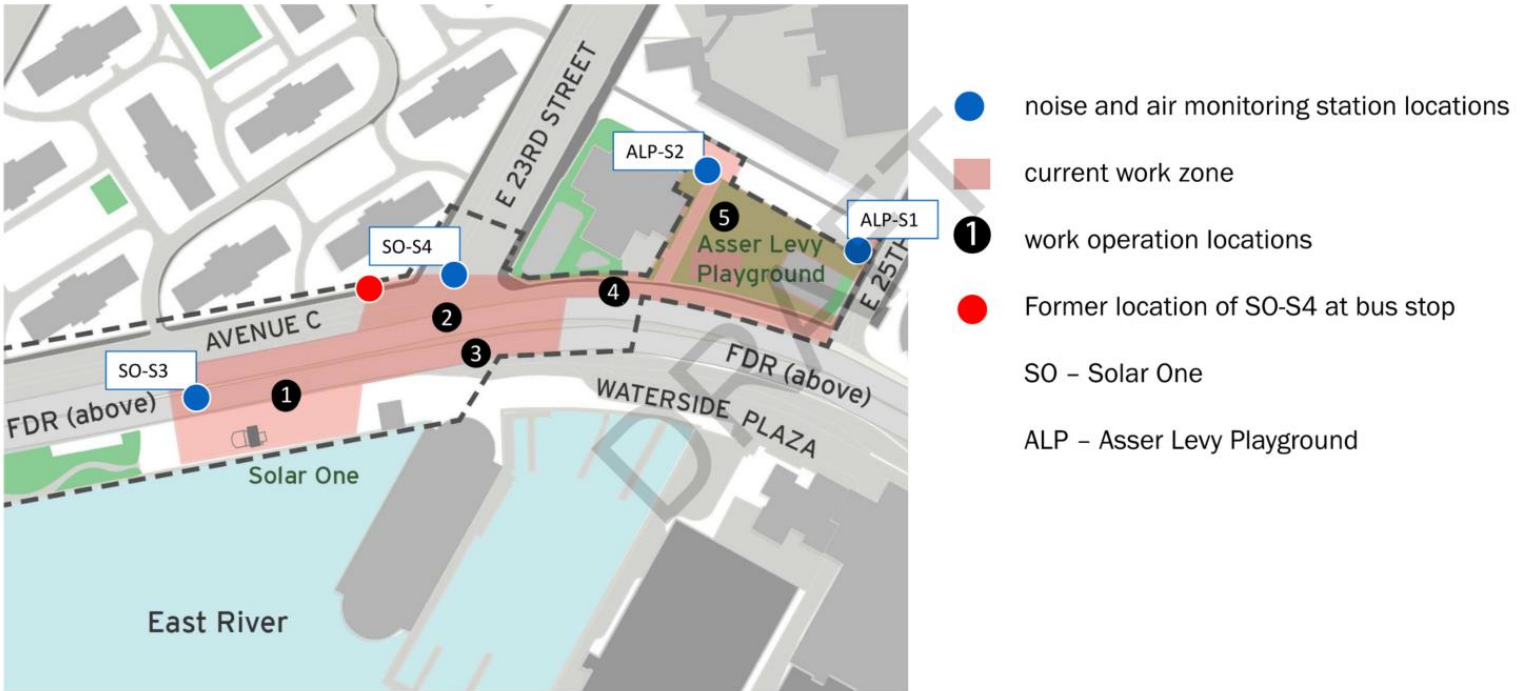 E 23RD STREET
ALP-S2
5
ALP-S1
Asser Levy
Playground
E 25TH
SO-S4
4
2
AVENUE C
3
FDR (above)
SO-S3
1
FDR (above)
WATERSIDE PLAZA
Solar One
East River
DRAFT
noise and air monitoring station locations
current work zone
1
work operation locations
Former location of SO-S4 at bus stop
SO – Solar One
ALP – Asser Levy Playground